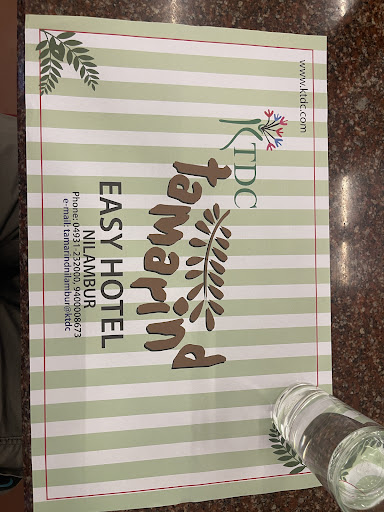 www.ktdc.com
KTDC
tamarind
EASY HOTEL
NILAMBUR
Phone: 04931-232000, 9400008673
e-mail: tamarindnilambur@ktdc